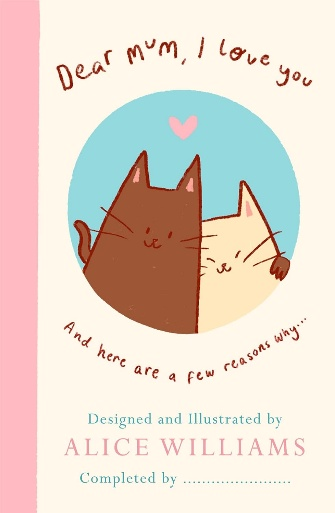 Dear Mum, I love you
And here are a few reasons why...
Designed and Illustrated by
ALICE WILLIAMS
Completed by .......................